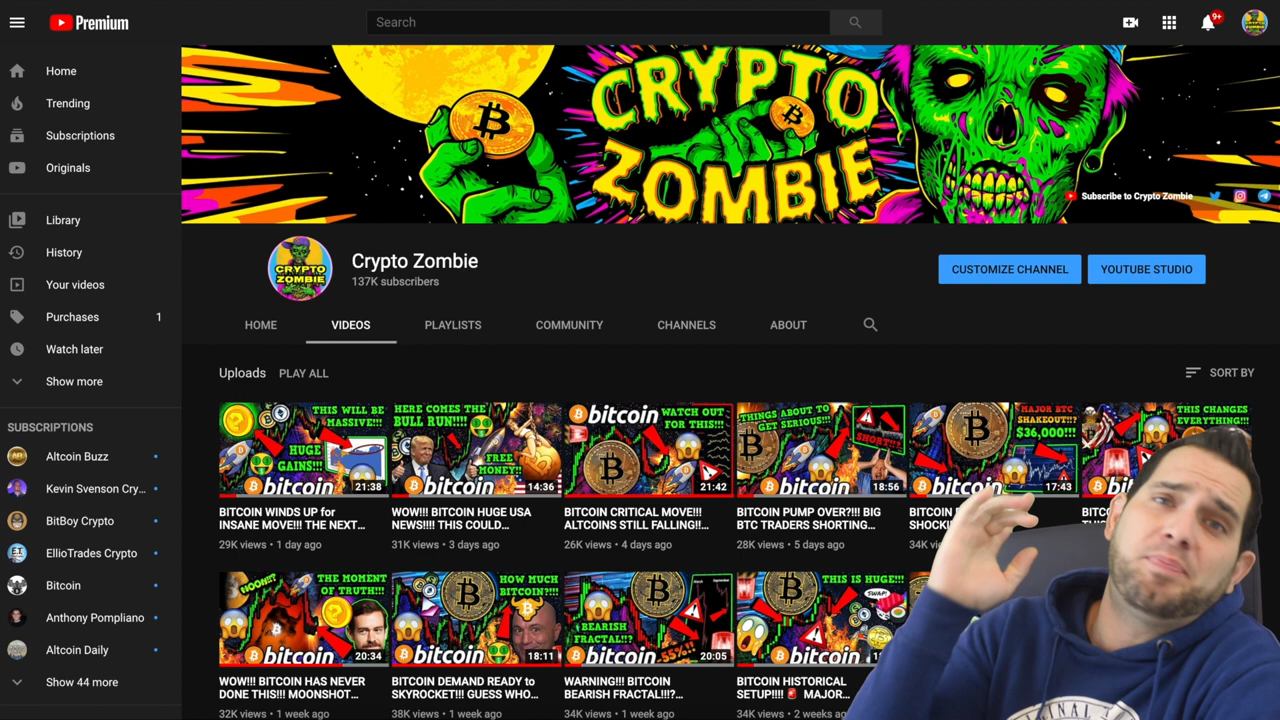 Premium
Search
9+
Home
Trending
Subscriptions
Originals
Library
History
Your videos
Purchases 1
Watch later
Show more
SUBSCRIPTIONS
Altcoin Buzz
Kevin Svenson Cry...
BitBoy Crypto
EllioTrades Crypto
Bitcoin
Anthony Pompliano
Altcoin Daily
Show 44 more
CRYPTO
ZOMBIE
Subscribe to Crypto Zombie
CRYPTO
ZOMBIE
Crypto Zombie
137K subscribers
CUSTOMIZE CHANNEL
YOUTUBE STUDIO
HOME VIDEOS PLAYLISTS COMMUNITY CHANNELS ABOUT
Uploads PLAY ALL
SORT BY
THIS WILL BE
MASSIVE!!!
HUGE
GAINS!!!
bitcoin
21:38
BITCOIN WINDS UP for
INSANE MOVE!!! THE NEXT...
29K views • 1 day ago
HERE COMES THE
BULL RUN!!!!
FREE
MONEY!!
bitcoin
14:36
WOW!!! BITCOIN HUGE USA
NEWS!!!! THIS COULD...
31K views • 3 days ago
bitcoin
WATCH OUT
FOR THIS!!!
21:42
BITCOIN CRITICAL MOVE!!!
ALTCOINS STILL FALLING!!...
26K views • 4 days ago
THINGS ABOUT TO
GET SERIOUS!!!
SHORT!!?
bitcoin
18:56
BITCOIN PUMP OVER?!!! BIG
BTC TRADERS SHORTING...
28K views • 5 days ago
MAJOR BTC
SHAKEOUT!!?
$36,000!!!
bitcoin
17:43
BITCOIN
SHOCKI
34K
THIS CHANGES
EVERYTHING!!!
MOON!!?
THE MOMENT
OF TRUTH!!!
bitcoin
20:34
WOW!!! BITCOIN HAS NEVER
DONE THIS!!! MOONSHOT...
32K views • 1 week ago
HOW MUCH
BITCOIN?!!
bitcoin
18:11
BITCOIN DEMAND READY to
SKYROCKET!!! GUESS WHO...
38K views • 1 week ago
September
BEARISH
FRACTAL!!?
-55%
bitcoin
20:05
WARNING!!! BITCOIN
BEARISH FRACTAL!!?...
34K views • 1 week ago
THIS IS HUGE!!!
SWAP!
bitcoin
BITCOIN HISTORICAL
SETUP!!!! 🚨 MAJOR...
34K views • 2 weeks ago